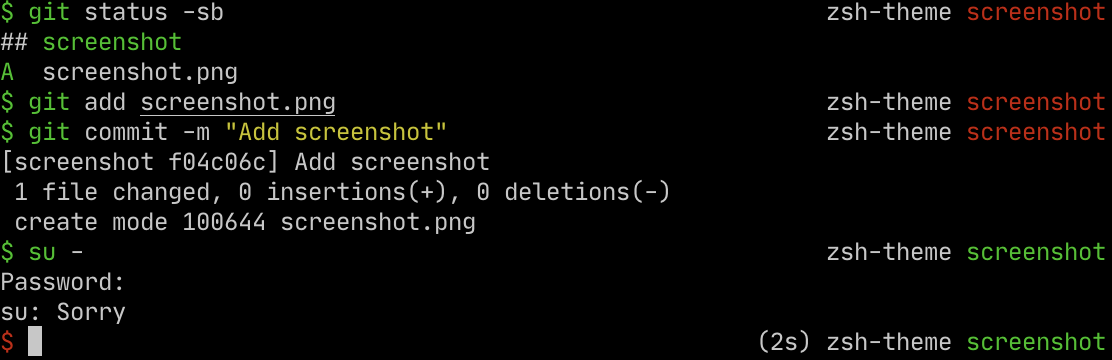 $ git status -sb zsh-theme screenshot
## screenshot
A  screenshot.png
$ git add screenshot.png zsh-theme screenshot
$ git commit -m "Add screenshot" zsh-theme screenshot
[screenshot f04c06c] Add screenshot
 1 file changed, 0 insertions(+), 0 deletions(-)
 create mode 100644 screenshot.png
$ su - zsh-theme screenshot
Password:
su: Sorry
$ (2s) zsh-theme screenshot